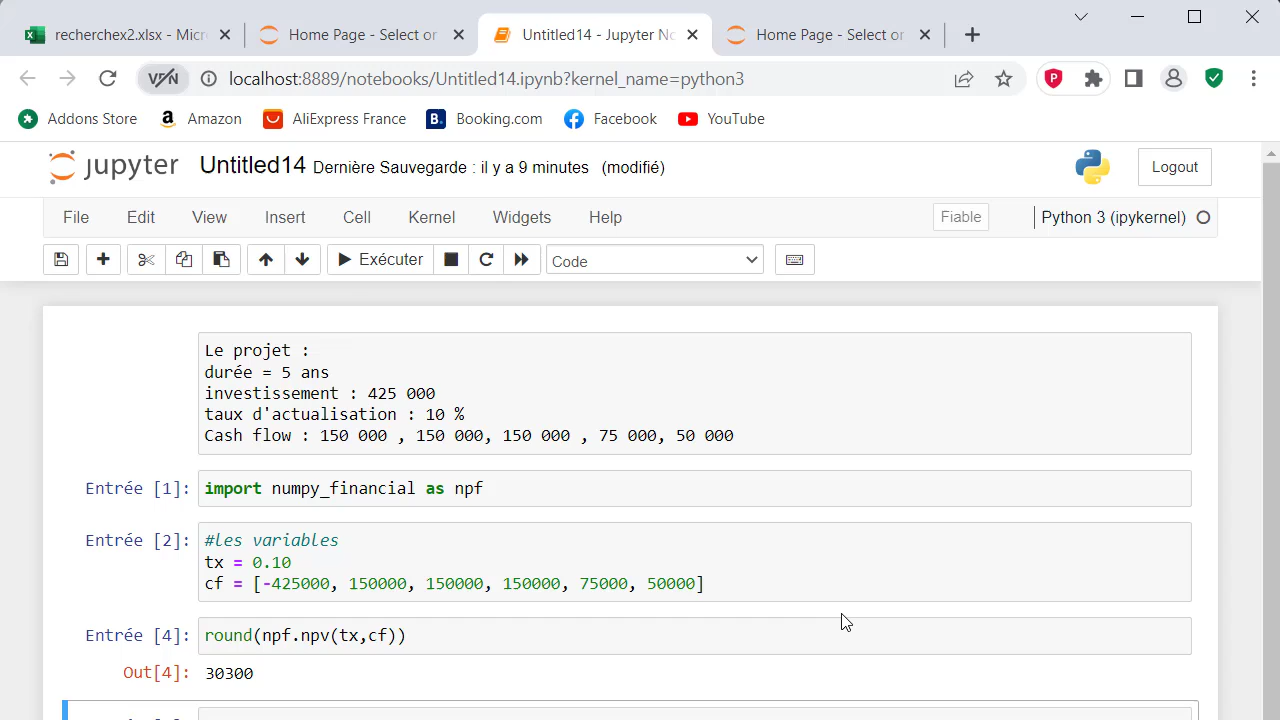 recherchex2.xlsx - Micr
Home Page - Select or
Untitled14 - Jupyter No
Home Page - Select or
VPN
localhost:8889/notebooks/Untitled14.ipynb?kernel_name=python3
Addons Store
Amazon
AliExpress France
Booking.com
Facebook
YouTube
jupyter Untitled14 Dernière Sauvegarde : il y a 9 minutes (modifié)
Logout
File Edit View Insert Cell Kernel Widgets Help
Fiable
Python 3 (ipykernel)
Exécuter
Code
Le projet :
durée = 5 ans
investissement : 425 000
taux d'actualisation : 10 %
Cash flow : 150 000 , 150 000, 150 000 , 75 000, 50 000
Entrée [1]: import numpy_financial as npf
Entrée [2]: #les variables
tx = 0.10
cf = [-425000, 150000, 150000, 150000, 75000, 50000]
Entrée [4]: round(npf.npv(tx,cf))
Out[4]: 30300